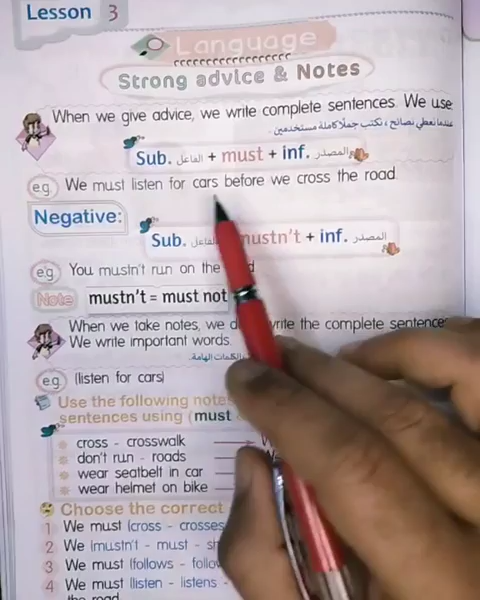 Lesson 3
Language
Strong advice & Notes
When we give advice, we write complete sentences. We use
عندما نعطي نصائح ، نكتب جملًا كاملة مستخدمين.
Sub. الفاعل + must + inf. المصدر
e.g. We must listen for cars before we cross the road.
Negative:
Sub. الفاعل mustn't + inf. المصدر
e.g. You mustn't run on the
Note mustn't = must not
When we take notes, we write the complete sentences
We write important words.
الكلمات الهامة.
e.g. (listen for cars)
Use the following notes
sentences using (must
cross - crosswalk
don't run - roads
wear seatbelt in car
wear helmet on bike
Choose the correct
1 We must (cross - crosses
2 We (mustn't - must -
3 We must (follows -
4 We must (listen - listens -
the road.